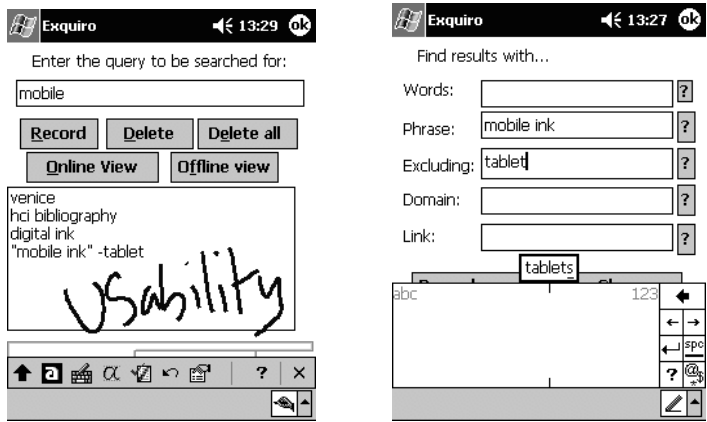 Exquiro 13:29 ok
Enter the query to be searched for:
mobile
Record Delete Delete all
Online View Offline view
venice
hci bibliography
digital ink
"mobile ink" -tablet
usability
a α ? ×
Exquiro 13:27 ok
Find results with...
Words: ?
Phrase: mobile ink ?
Excluding: tablet ?
Domain: ?
Link: ?
tablets
abc 123
spc
? @*$